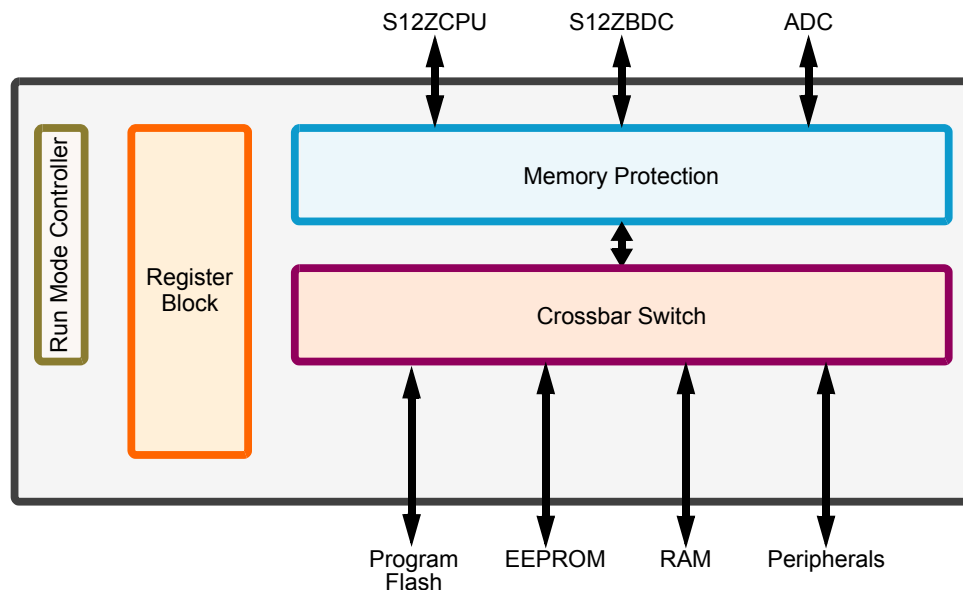 S12ZCPU
S12ZBDC
ADC
Run Mode Controller
Register
Block
Memory Protection
Crossbar Switch
Program
Flash
EEPROM
RAM
Peripherals